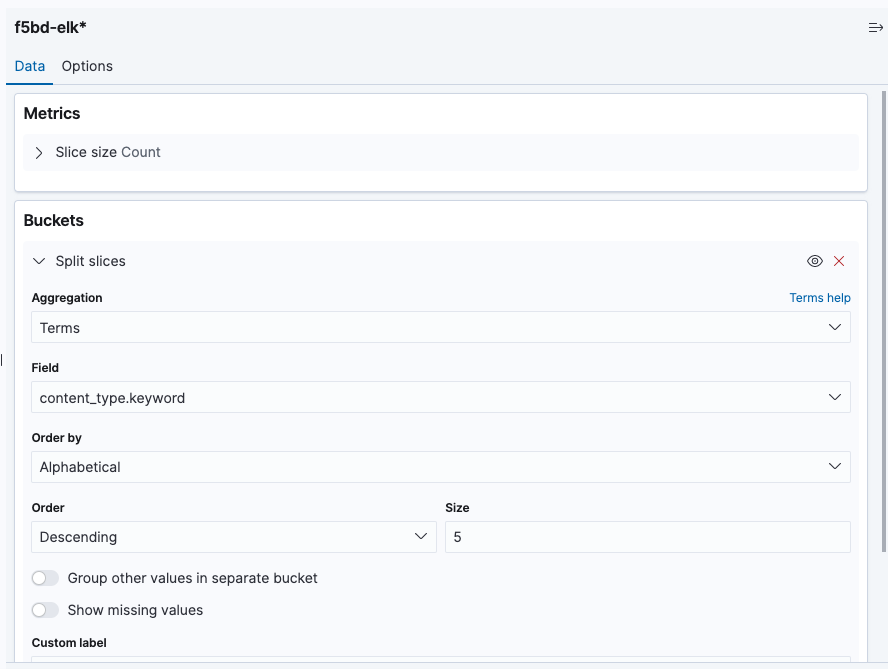 f5bd-elk*
Data Options
Metrics
Slice size Count
Buckets
Split slices
Aggregation Terms help
Terms
Field
content_type.keyword
Order by
Alphabetical
Order Size
Descending 5
Group other values in separate bucket
Show missing values
Custom label